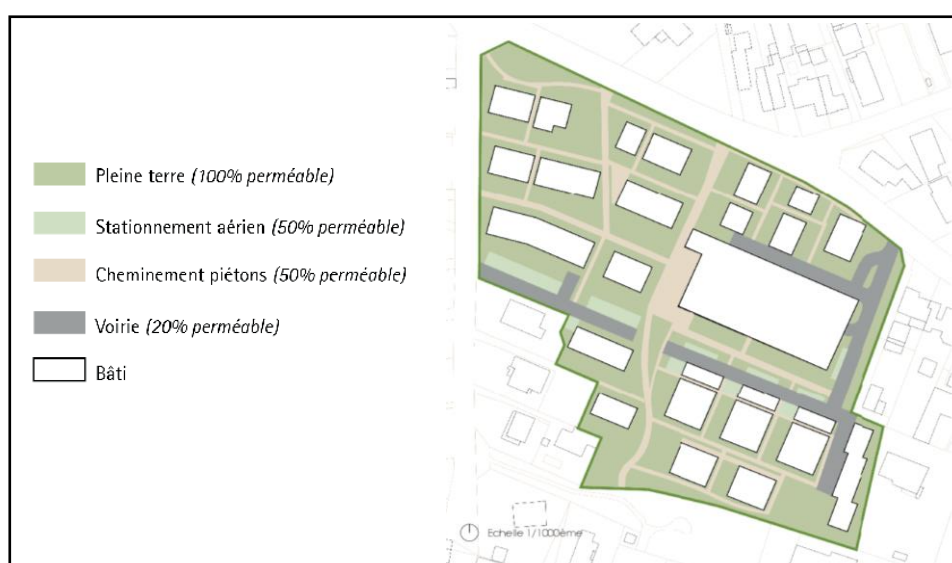 Pleine terre (100% perméable)
Stationnement aérien (50% perméable)
Cheminement piétons (50% perméable)
Voirie (20% perméable)
Bâti
Echelle 1/1000ème